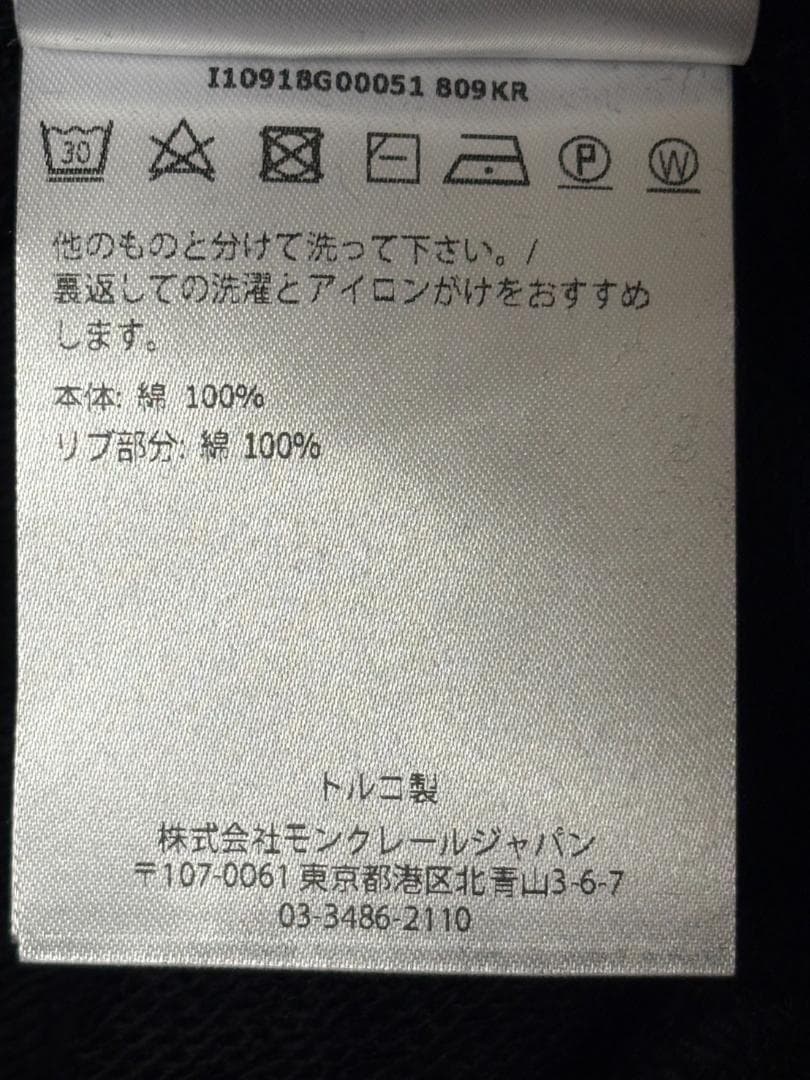 I10918G00051 809KR
30 P W
他のものと分けて洗って下さい。/
裏返しての洗濯とアイロンがけをおすすめ
します。
本体: 綿 100%
リブ部分: 綿 100%
トルコ製
株式会社モンクレールジャパン
〒107-0061 東京都港区北青山3-6-7
03-3486-2110